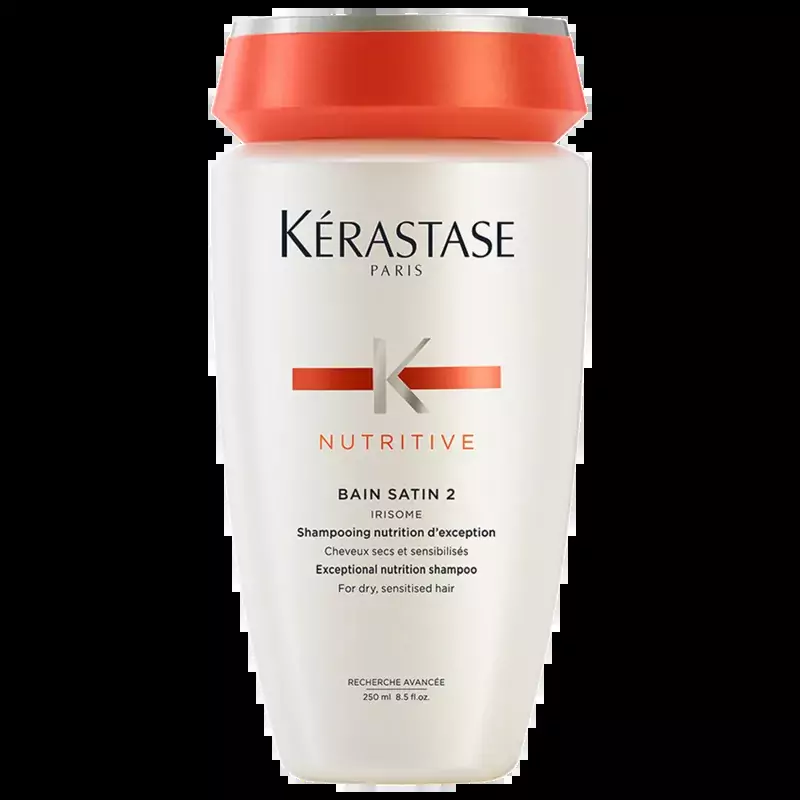 KÉRASTASE
PARIS
K
NUTRITIVE
BAIN SATIN 2
IRISOME
Shampooing nutrition d'exception
Cheveux secs et sensibilisés
Exceptional nutrition shampoo
For dry, sensitised hair
RECHERCHE AVANCÉE
250 ml 8.5 fl.oz.